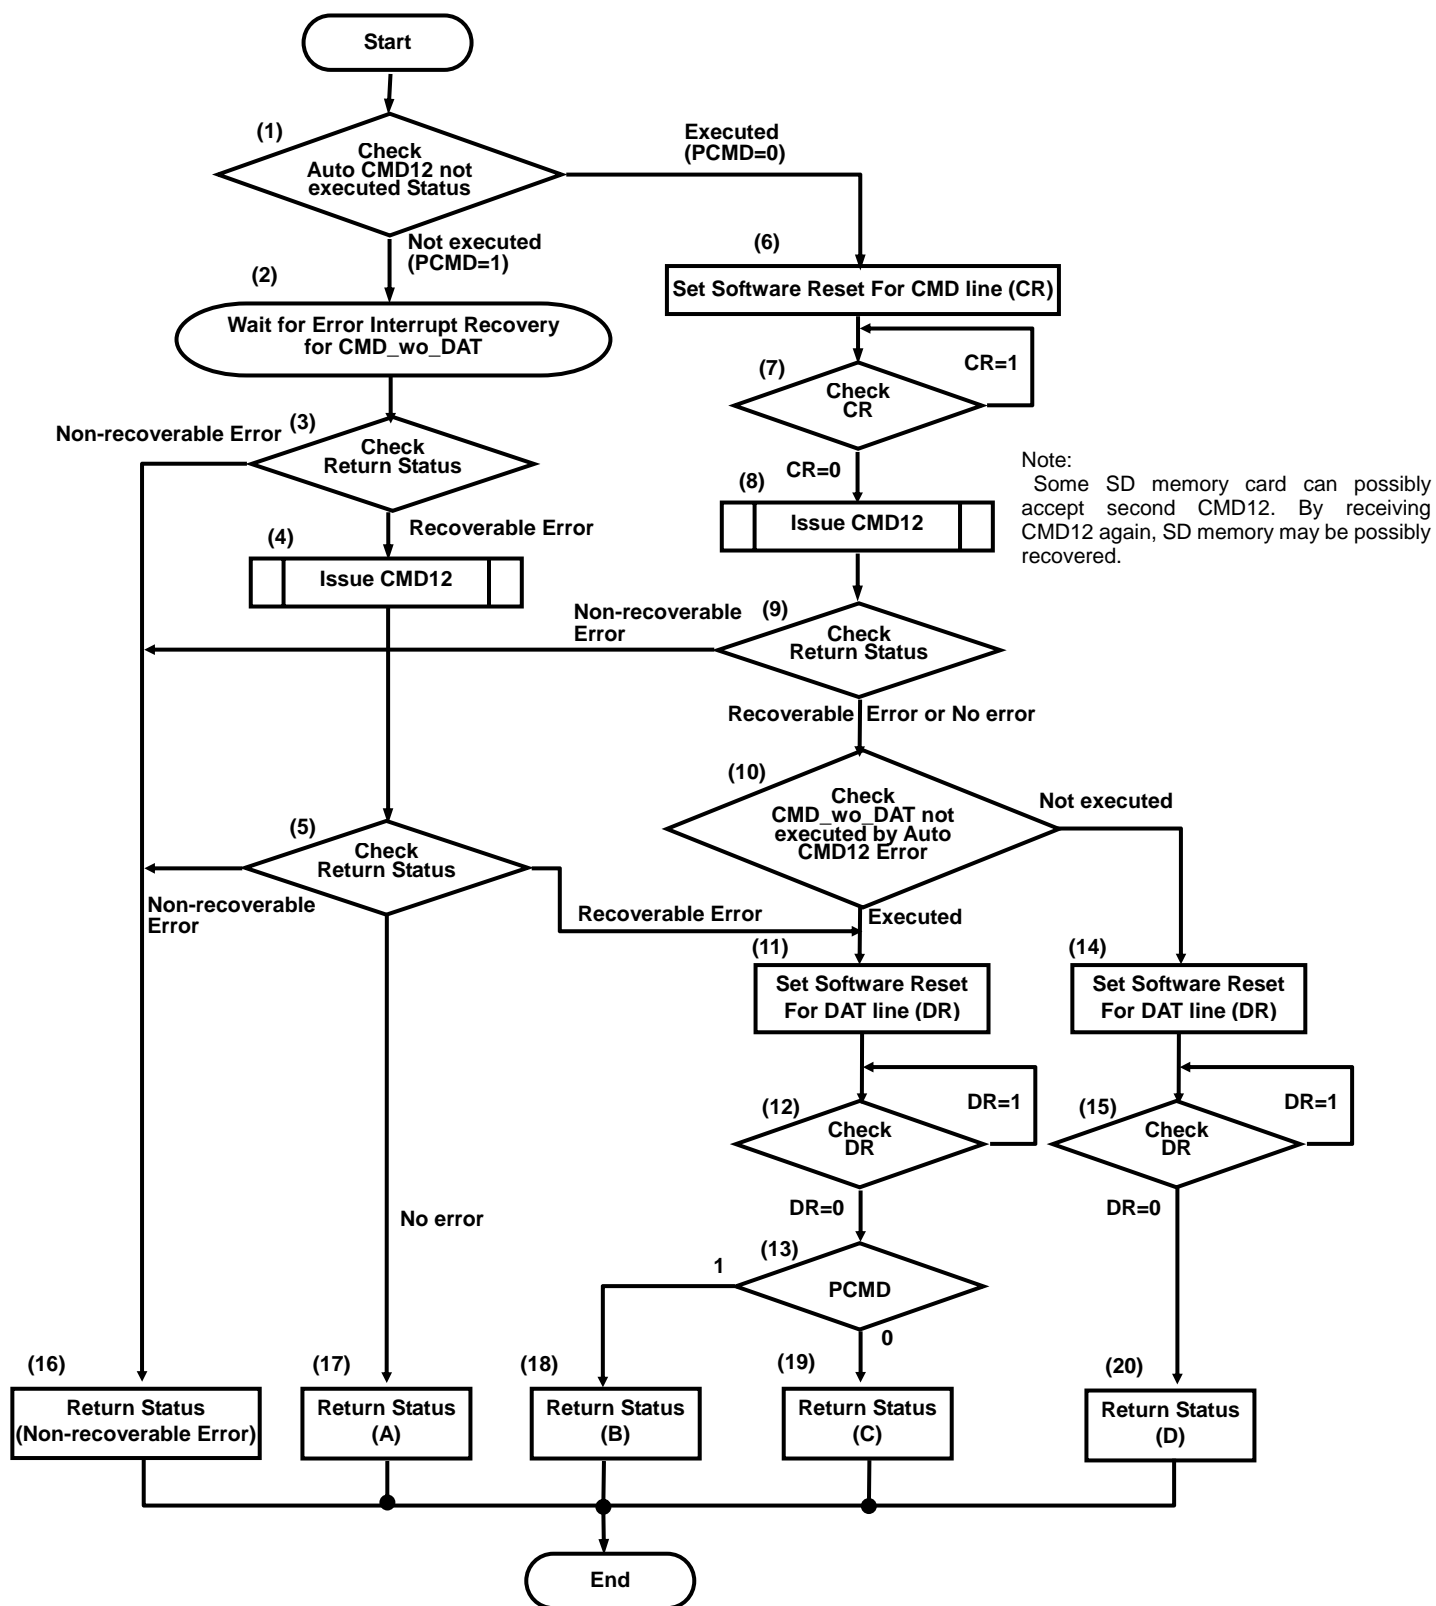 Start
(1)
Check
Auto CMD12 not
executed Status
Executed
(PCMD=0)
Not executed
(PCMD=1)
(2)
Wait for Error Interrupt Recovery
for CMD_wo_DAT
(6)
Set Software Reset For CMD line (CR)
CR=1
(7)
Check
CR
CR=0
Non-recoverable Error
(3)
Check
Return Status
Recoverable Error
(4)
Issue CMD12
(8)
Issue CMD12
Note:
Some SD memory card can possibly
accept second CMD12. By receiving
CMD12 again, SD memory may be possibly
recovered.
Non-recoverable
Error
(9)
Check
Return Status
Recoverable Error or No error
(10)
Check
CMD_wo_DAT not
executed by Auto
CMD12 Error
Not executed
Executed
(5)
Check
Return Status
Non-recoverable
Error
Recoverable Error
(11)
Set Software Reset
For DAT line (DR)
(14)
Set Software Reset
For DAT line (DR)
DR=1
(12)
Check
DR
DR=0
DR=1
(15)
Check
DR
DR=0
No error
(13)
PCMD
1
0
(16)
Return Status
(Non-recoverable Error)
(17)
Return Status
(A)
(18)
Return Status
(B)
(19)
Return Status
(C)
(20)
Return Status
(D)
End